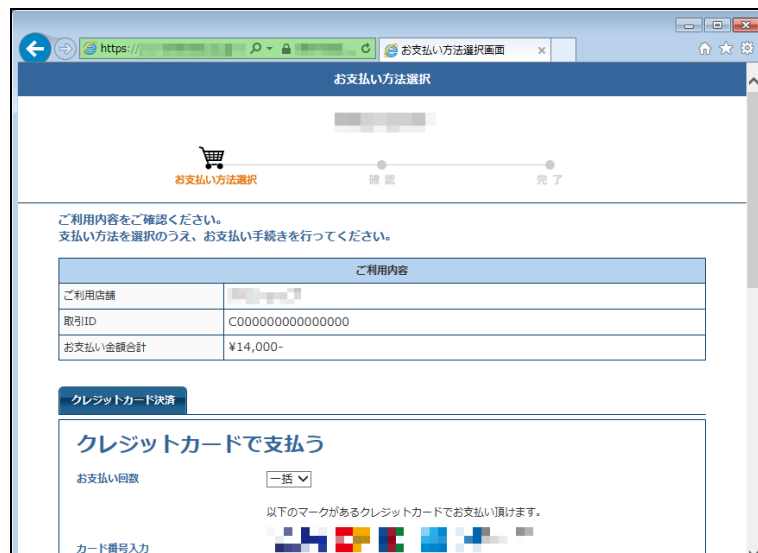 https://
お支払い方法選択画面
お支払い方法選択
お支払い方法選択
確認
完了
ご利用内容をご確認ください。
支払い方法を選択のうえ、お支払い手続きを行ってください。
ご利用内容
ご利用店舗
取引ID C000000000000000
お支払い金額合計 ¥14,000-
クレジットカード決済
クレジットカードで支払う
お支払い回数 一括
以下のマークがあるクレジットカードでお支払い頂けます。
カード番号入力